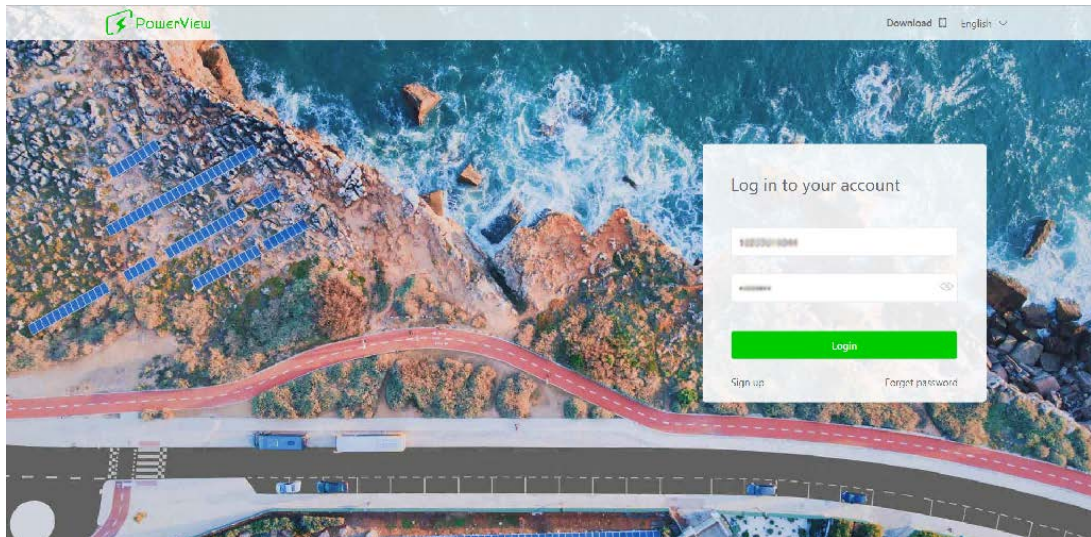 PowerView
Download English
Log in to your account
Login
Sign up Forget password